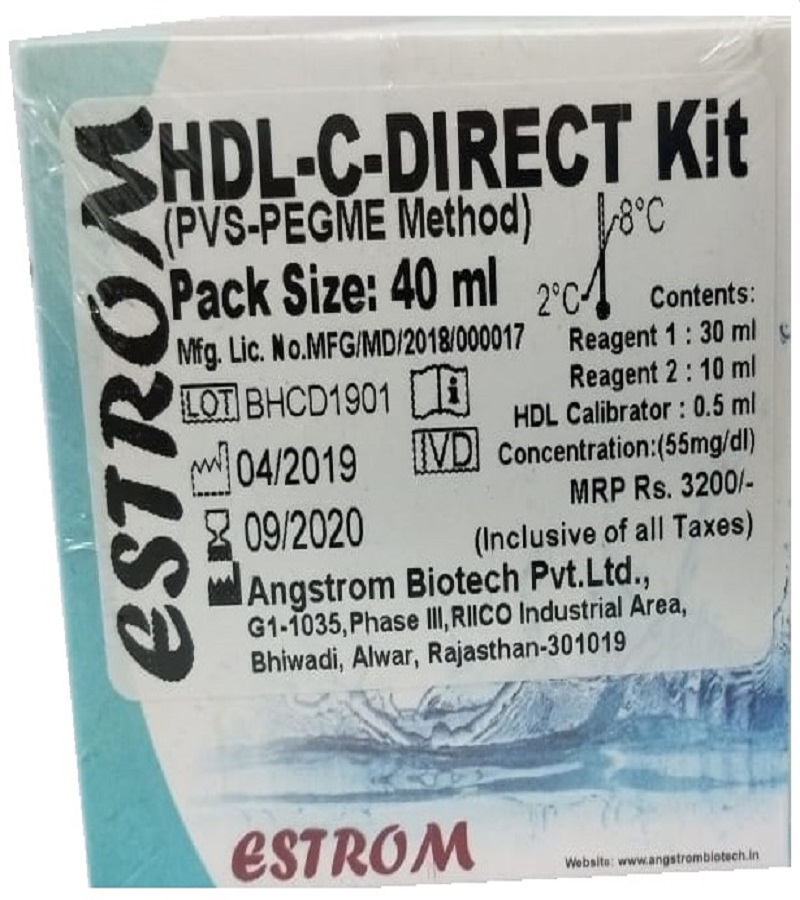 eSTROM
HDL-C-DIRECT Kit
(PVS-PEGME Method)
8°C
2°C
Pack Size: 40 ml
Mfg. Lic. No.MFG/MD/2018/000017
LOT BHCD1901
04/2019
IVD
09/2020
Contents:
Reagent 1 : 30 ml
Reagent 2 : 10 ml
HDL Calibrator : 0.5 ml
Concentration:(55mg/dl)
MRP Rs. 3200/-
(Inclusive of all Taxes)
Angstrom Biotech Pvt.Ltd.,
G1-1035,Phase III,RIICO Industrial Area,
Bhiwadi, Alwar, Rajasthan-301019
eSTROM
Website: www.angstrombiotech.in